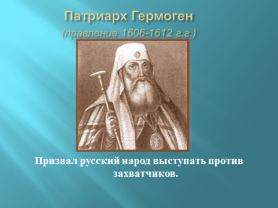 Патриарх Гермоген
(правление 1606-1612 г.г.)
Призвал русский народ выступать против
захватчиков.